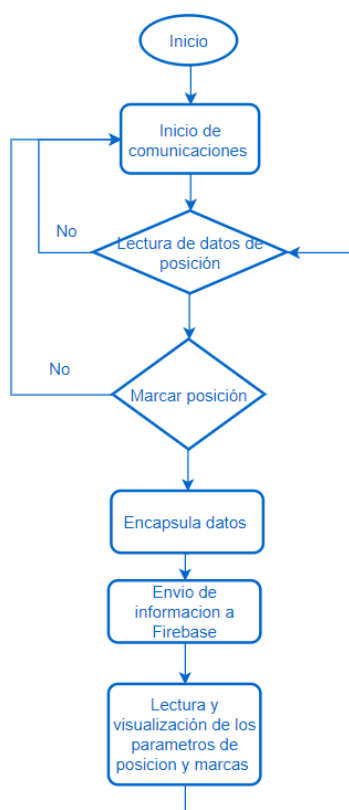 Inicio
Inicio de
comunicaciones
No
Lectura de datos de
posición
No
Marcar posición
Encapsula datos
Envio de
informacion a
Firebase
Lectura y
visualización de los
parametros de
posicion y marcas